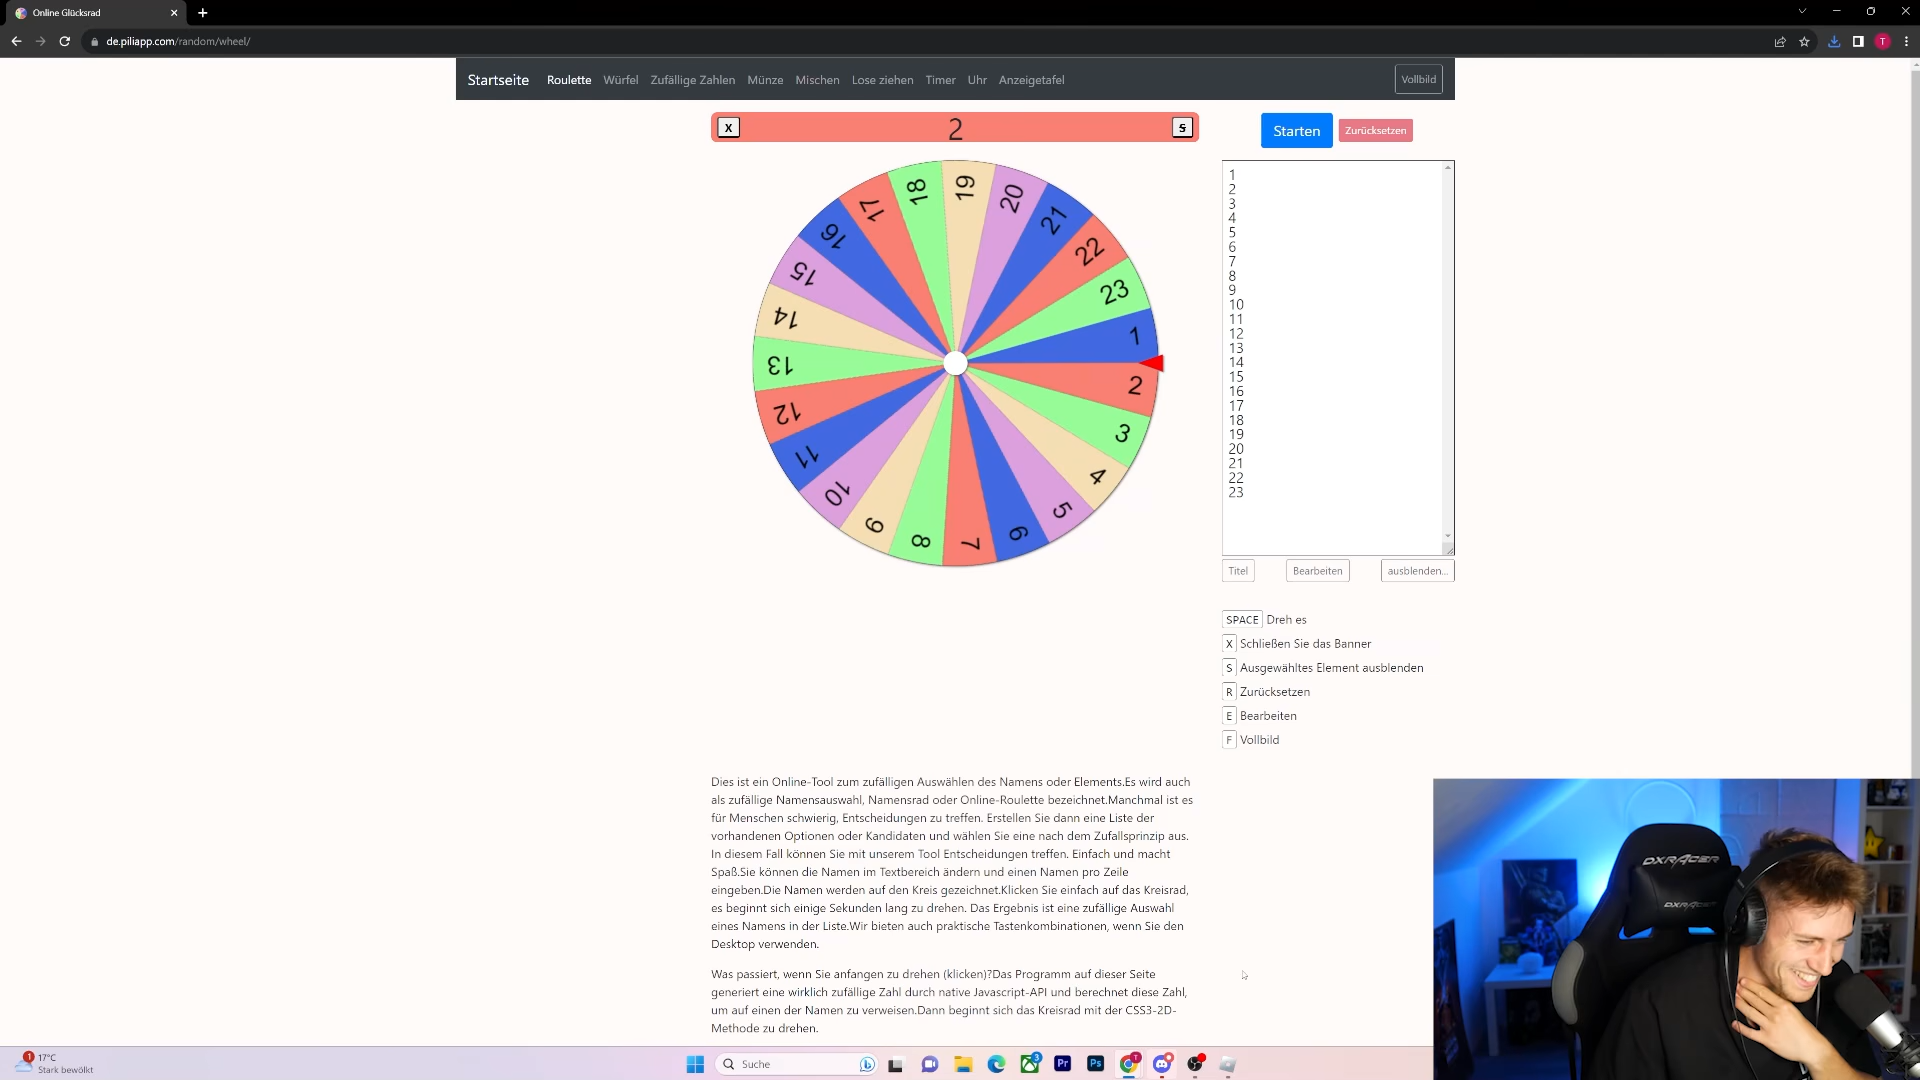 Online Glücksrad
de.piliapp.com/random/wheel/
T
Startseite Roulette Würfel Zufällige Zahlen Münze Mischen Lose ziehen Timer Uhr Anzeigetafel Vollbild
X 2 S
Starten Zurücksetzen
1
2
3
4
5
6
7
8
9
10
11
12
13
14
15
16
17
18
19
20
21
22
23
1
2
3
4
5
6
7
8
9
10
11
12
13
14
15
16
17
18
19
20
21
22
23
Titel Bearbeiten ausblenden...
SPACE Dreh es
X Schließen Sie das Banner
S Ausgewähltes Element ausblenden
R Zurücksetzen
E Bearbeiten
F Vollbild
Dies ist ein Online-Tool zum zufälligen Auswählen des Namens oder Elements.Es wird auch
als zufällige Namensauswahl, Namensrad oder Online-Roulette bezeichnet.Manchmal ist es
für Menschen schwierig, Entscheidungen zu treffen. Erstellen Sie dann eine Liste der
vorhandenen Optionen oder Kandidaten und wählen Sie eine nach dem Zufallsprinzip aus.
In diesem Fall können Sie mit unserem Tool Entscheidungen treffen. Einfach und macht
Spaß.Sie können die Namen im Textbereich ändern und einen Namen pro Zeile
eingeben.Die Namen werden auf den Kreis gezeichnet.Klicken Sie einfach auf das Kreisrad,
es beginnt sich einige Sekunden lang zu drehen. Das Ergebnis ist eine zufällige Auswahl
eines Namens in der Liste.Wir bieten auch praktische Tastenkombinationen, wenn Sie den
Desktop verwenden.
Was passiert, wenn Sie anfangen zu drehen (klicken)?Das Programm auf dieser Seite
generiert eine wirklich zufällige Zahl durch native Javascript-API und berechnet diese Zahl,
um auf einen der Namen zu verweisen.Dann beginnt sich das Kreisrad mit der CSS3-2D-
Methode zu drehen.
DXRACER
DXRACER
1 17°C
Stark bewölkt
Suche
3
Pr
Ps
T